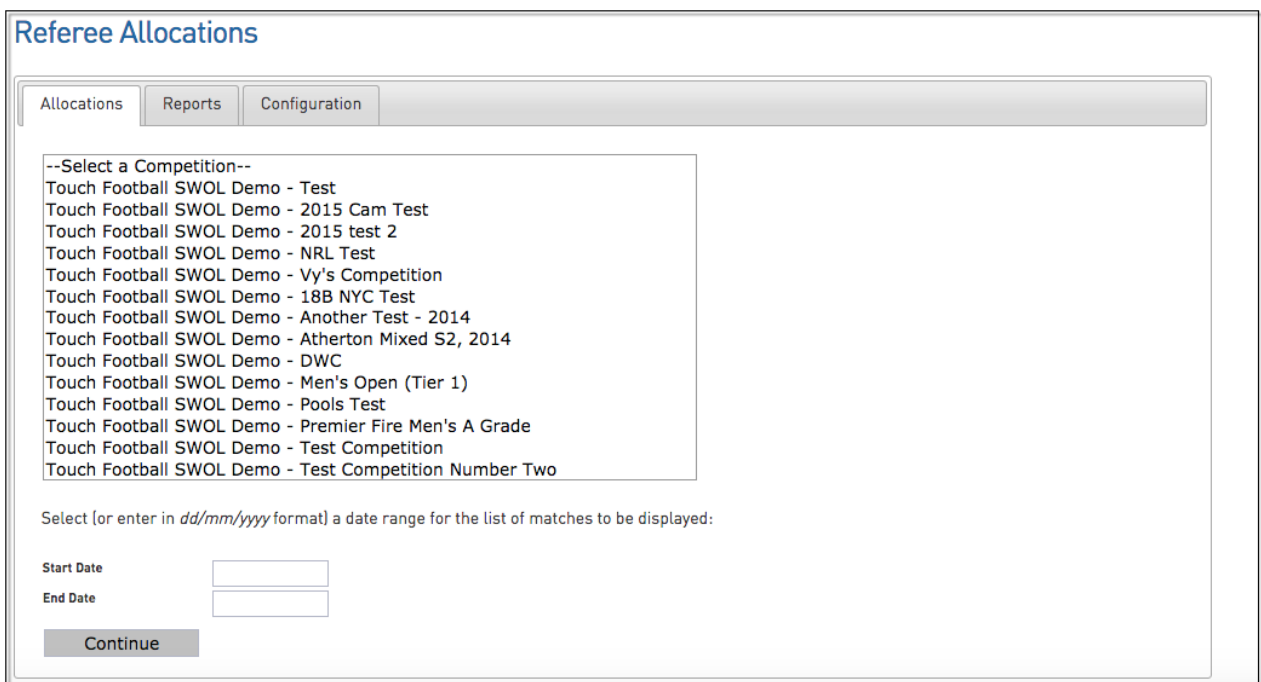 Referee Allocations
Allocations Reports Configuration
--Select a Competition--
Touch Football SWOL Demo - Test
Touch Football SWOL Demo - 2015 Cam Test
Touch Football SWOL Demo - 2015 test 2
Touch Football SWOL Demo - NRL Test
Touch Football SWOL Demo - Vy's Competition
Touch Football SWOL Demo - 18B NYC Test
Touch Football SWOL Demo - Another Test - 2014
Touch Football SWOL Demo - Atherton Mixed S2, 2014
Touch Football SWOL Demo - DWC
Touch Football SWOL Demo - Men's Open (Tier 1)
Touch Football SWOL Demo - Pools Test
Touch Football SWOL Demo - Premier Fire Men's A Grade
Touch Football SWOL Demo - Test Competition
Touch Football SWOL Demo - Test Competition Number Two
Select (or enter in dd/mm/yyyy format) a date range for the list of matches to be displayed:
Start Date
End Date
Continue